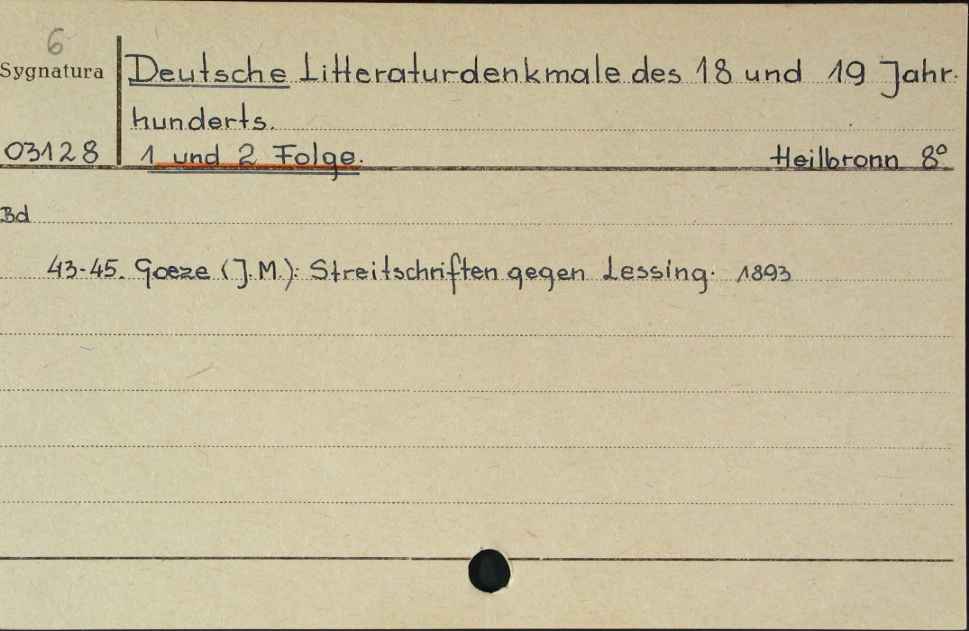 6
Sygnatura
Deutsche Litteraturdenkmale des 18 und 19 Jahr.
hunderts.
03128
1 und 2 Folge. Heilbronn 8°
Bd
43-45. Goeze (J.M.): Streitschriften gegen Lessing. 1893